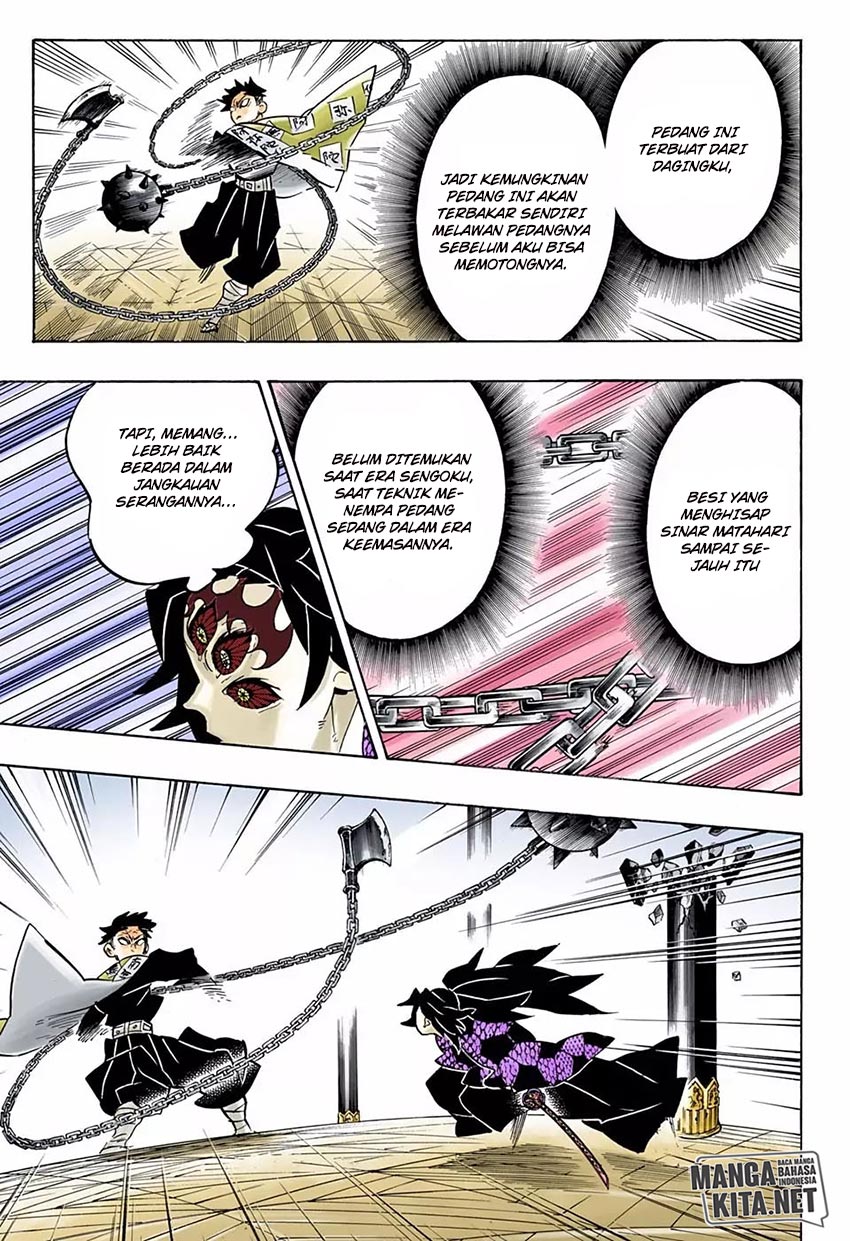 PEDANG INI
TERBUAT DARI
DAGINGKU,
JADI KEMUNGKINAN
PEDANG INI AKAN
TERBAKAR SENDIRI
MELAWAN PEDANGNYA
SEBELUM AKU BISA
MEMOTONGNYA.
BESI YANG
MENGHISAP
SINAR MATAHARI
SAMPAI SE-
JAUH ITU
BELUM DITEMUKAN
SAAT ERA SENGOKU,
SAAT TEKNIK ME-
NEMPA PEDANG
SEDANG DALAM ERA
KEEMASANNYA.
TAPI, MEMANG...
LEBIH BAIK
BERADA DALAM
JANGKAUAN
SERANGANNYA...
MANGA
KITA.NET
BACA MANGA
BAHASA
INDONESIA